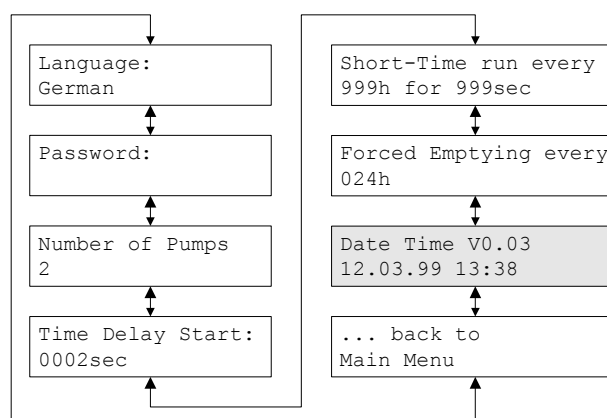 Language:
German
Password:
Number of Pumps
2
Time Delay Start:
0002sec
Short-Time run every
999h for 999sec
Forced Emptying every
024h
Date Time V0.03
12.03.99 13:38
... back to
Main Menu